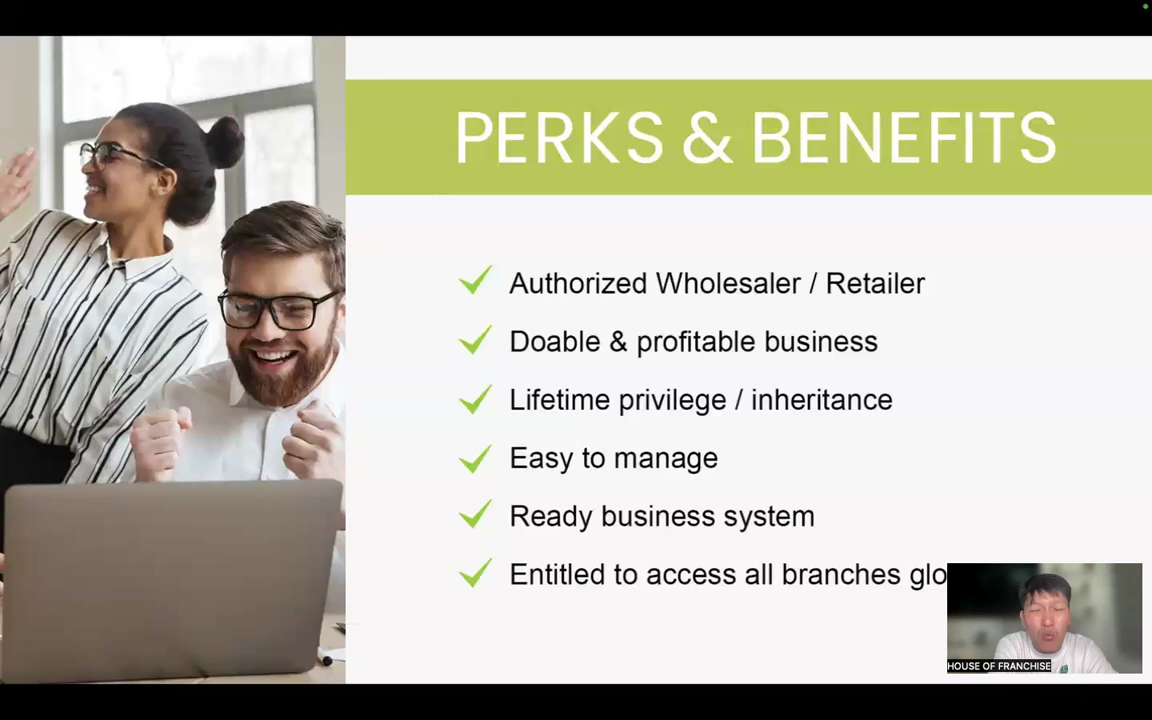 PERKS & BENEFITS
Authorized Wholesaler / Retailer
Doable & profitable business
Lifetime privilege / inheritance
Easy to manage
Ready business system
Entitled to access all branches glo
HOUSE OF FRANCHISE